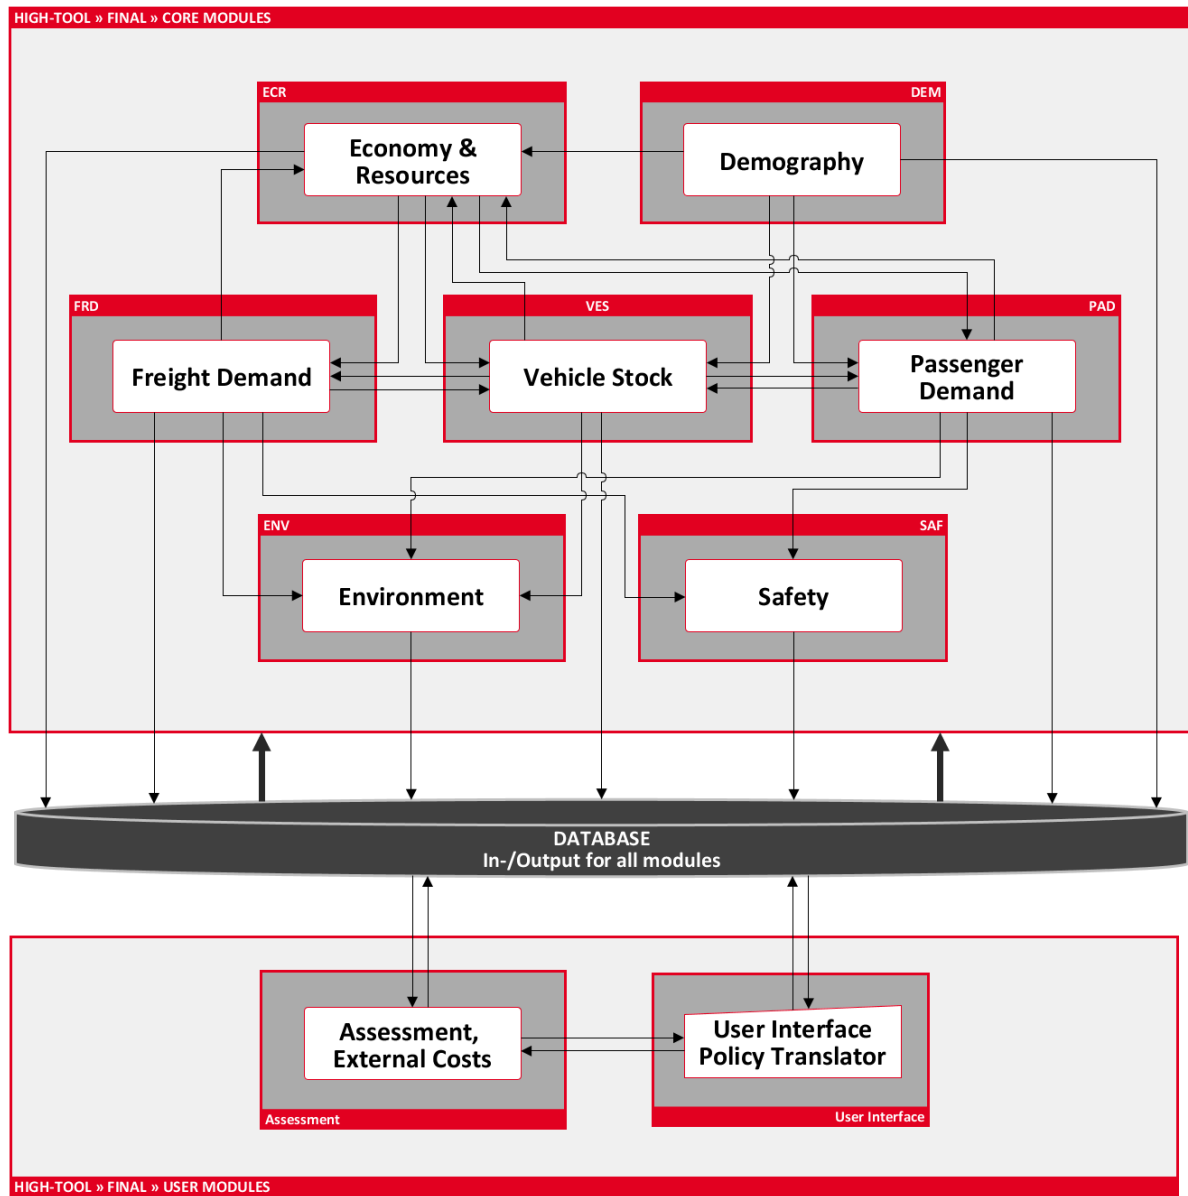 HIGH-TOOL » FINAL » CORE MODULES
ECR
DEM
Economy &
Resources
Demography
FRD
VES
PAD
Freight Demand
Vehicle Stock
Passenger
Demand
ENV
SAF
Environment
Safety
DATABASE
In-/Output for all modules
Assessment,
External Costs
User Interface
Policy Translator
Assessment
User Interface
HIGH-TOOL » FINAL » USER MODULES